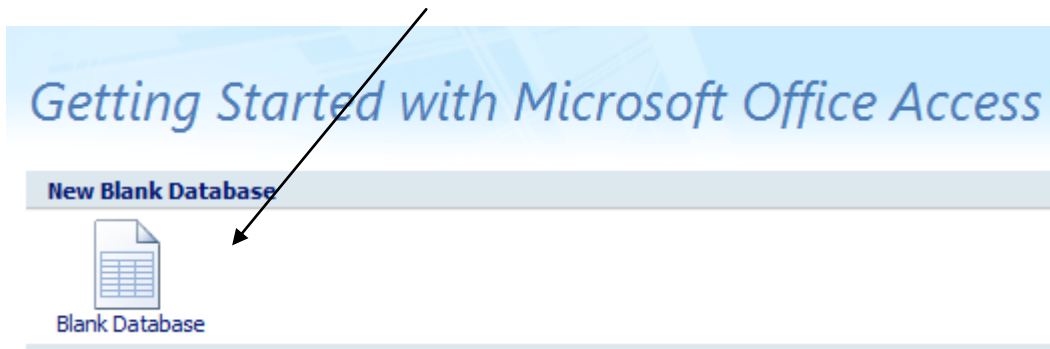 Getting Started with Microsoft Office Access
New Blank Database
Blank Database